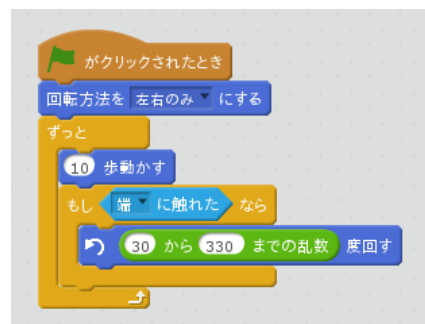 がクリックされたとき
回転方法を 左右のみ にする
ずっと
10 歩動かす
もし 端 に触れた なら
30 から 330 までの乱数 度回す